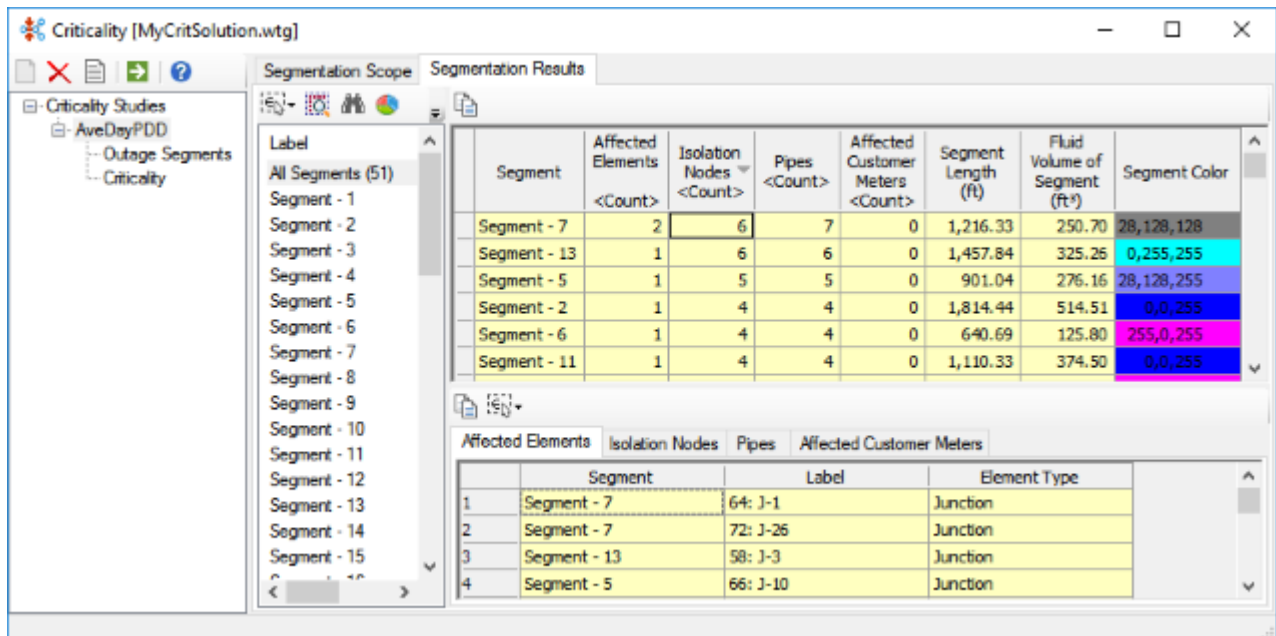 Criticality [MyCritSolution.wtg]
Segmentation Scope Segmentation Results
Criticality Studies
AveDayPDD
Outage Segments
Criticality
Label
All Segments (51)
Segment - 1
Segment - 2
Segment - 3
Segment - 4
Segment - 5
Segment - 6
Segment - 7
Segment - 8
Segment - 9
Segment - 10
Segment - 11
Segment - 12
Segment - 13
Segment - 14
Segment - 15
Segment Affected Elements <Count> Isolation Nodes <Count> Pipes <Count> Affected Customer Meters <Count> Segment Length (ft) Fluid Volume of Segment (ft³) Segment Color
Segment - 7 2 6 7 0 1,216.33 250.70 28,128,128
Segment - 13 1 6 6 0 1,457.84 325.26 0,255,255
Segment - 5 1 5 5 0 901.04 276.16 28,128,255
Segment - 2 1 4 4 0 1,814.44 514.51 0,0,255
Segment - 6 1 4 4 0 640.69 125.80 255,0,255
Segment - 11 1 4 4 0 1,110.33 374.50 0,0,255
Affected Elements Isolation Nodes Pipes Affected Customer Meters
Segment Label Element Type
1 Segment - 7 64: J-1 Junction
2 Segment - 7 72: J-26 Junction
3 Segment - 13 58: J-3 Junction
4 Segment - 5 66: J-10 Junction